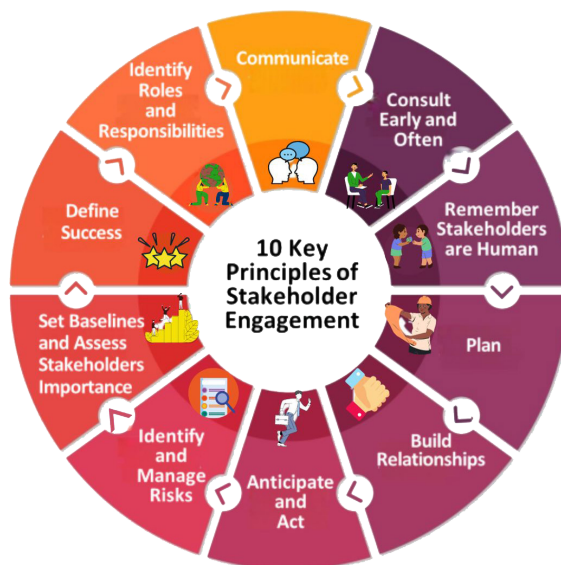 10 Key
Principles of
Stakeholder
Engagement
Communicate
Consult
Early and
Often
Remember
Stakeholders
are Human
Plan
Build
Relationships
Anticipate
and
Act
Identify
and
Manage
Risks
Set Baselines
and Assess
Stakeholders
Importance
Define
Success
Identify
Roles
and
Responsibilities